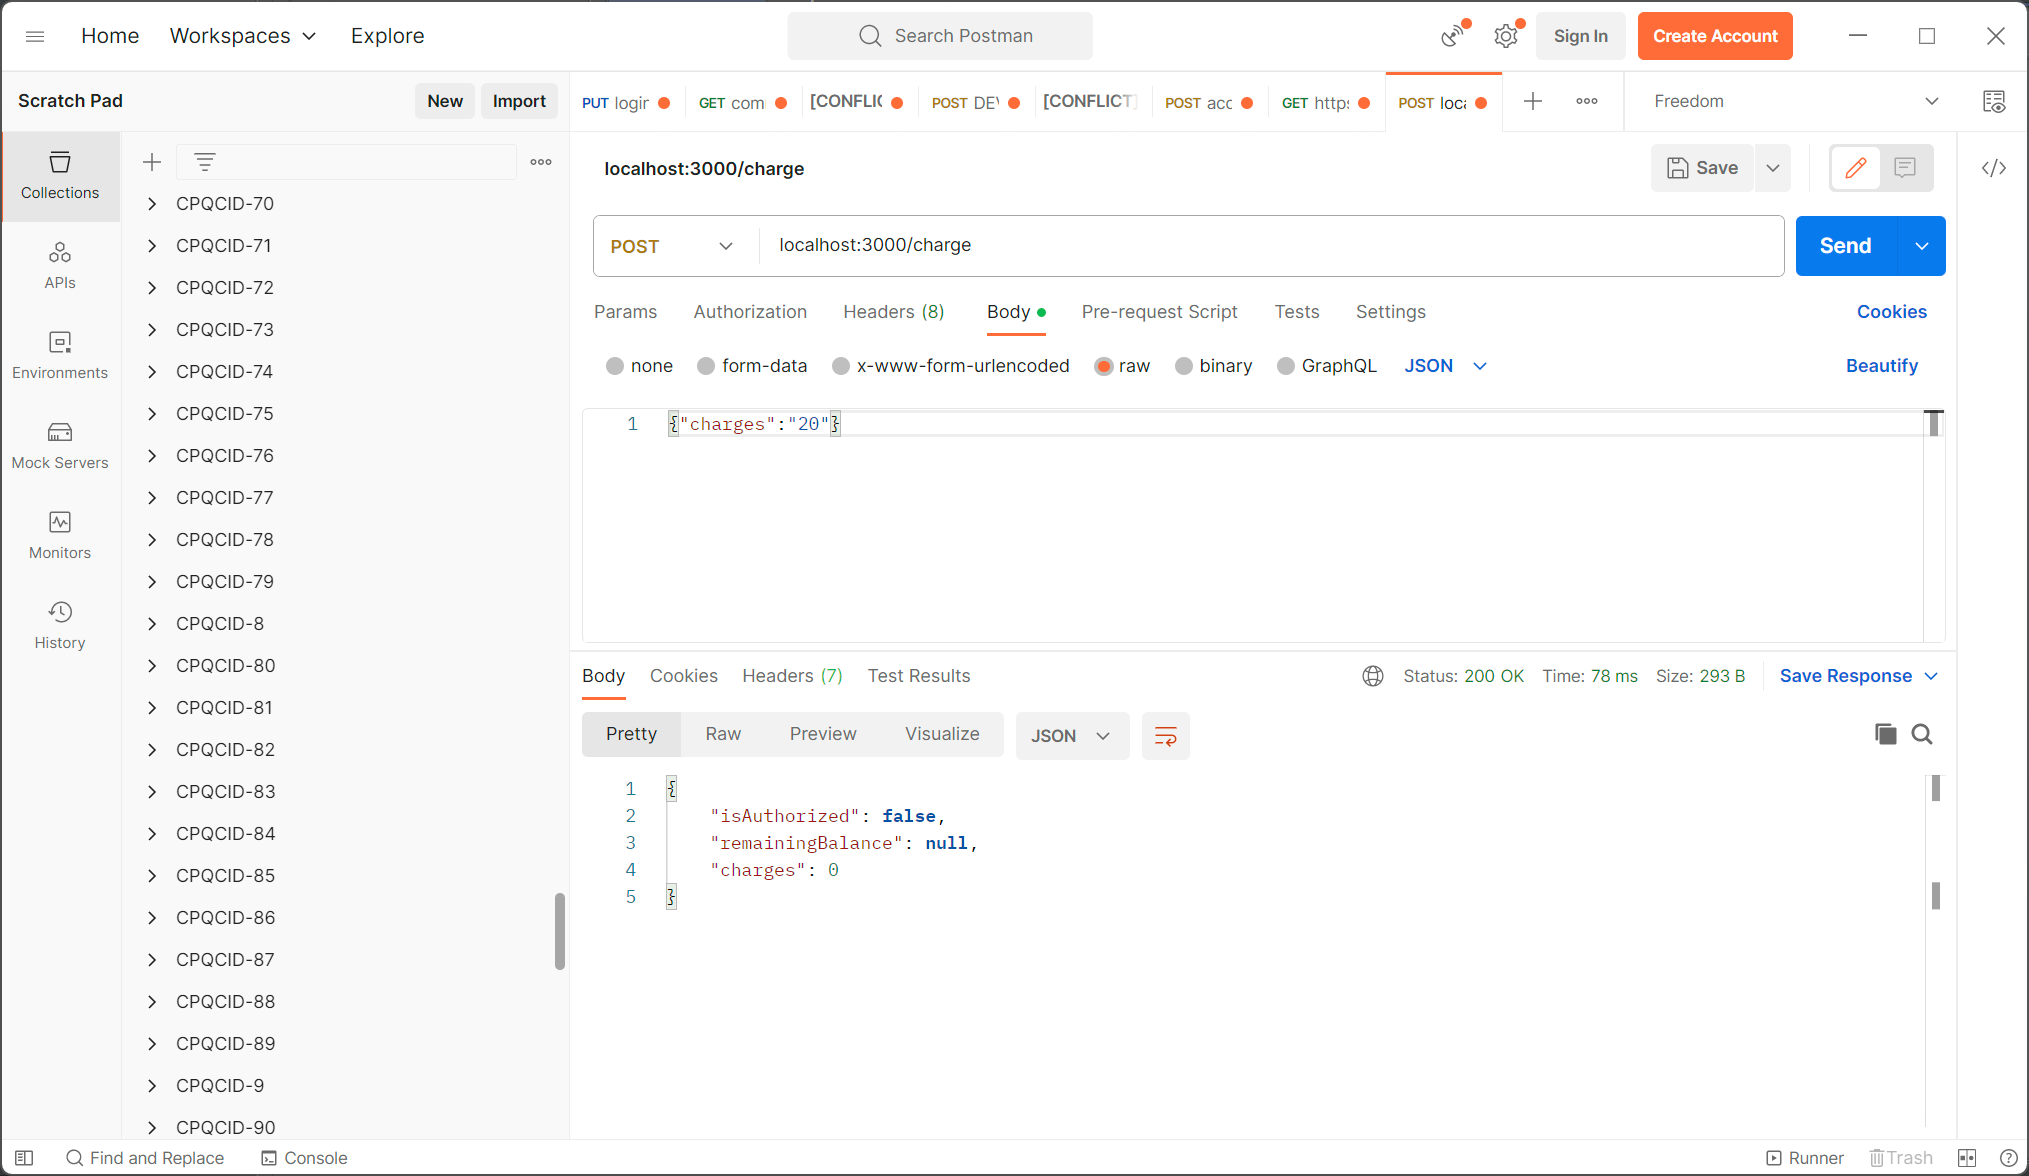 Home Workspaces Explore
Search Postman
Sign In Create Account
Scratch Pad New Import
PUT login GET com [CONFLIC POST DEV [CONFLICT] POST acc GET https POST loca
Freedom
Collections
APIs
Environments
Mock Servers
Monitors
History
CPQCID-70
CPQCID-71
CPQCID-72
CPQCID-73
CPQCID-74
CPQCID-75
CPQCID-76
CPQCID-77
CPQCID-78
CPQCID-79
CPQCID-8
CPQCID-80
CPQCID-81
CPQCID-82
CPQCID-83
CPQCID-84
CPQCID-85
CPQCID-86
CPQCID-87
CPQCID-88
CPQCID-89
CPQCID-9
CPQCID-90
localhost:3000/charge
Save
POST localhost:3000/charge
Send
Params Authorization Headers (8) Body Pre-request Script Tests Settings Cookies
none form-data x-www-form-urlencoded raw binary GraphQL JSON Beautify
1 {"charges":"20"}
Body Cookies Headers (7) Test Results
Status: 200 OK Time: 78 ms Size: 293 B Save Response
Pretty Raw Preview Visualize JSON
1 {
2 "isAuthorized": false,
3 "remainingBalance": null,
4 "charges": 0
5 }
Find and Replace Console
Runner Trash